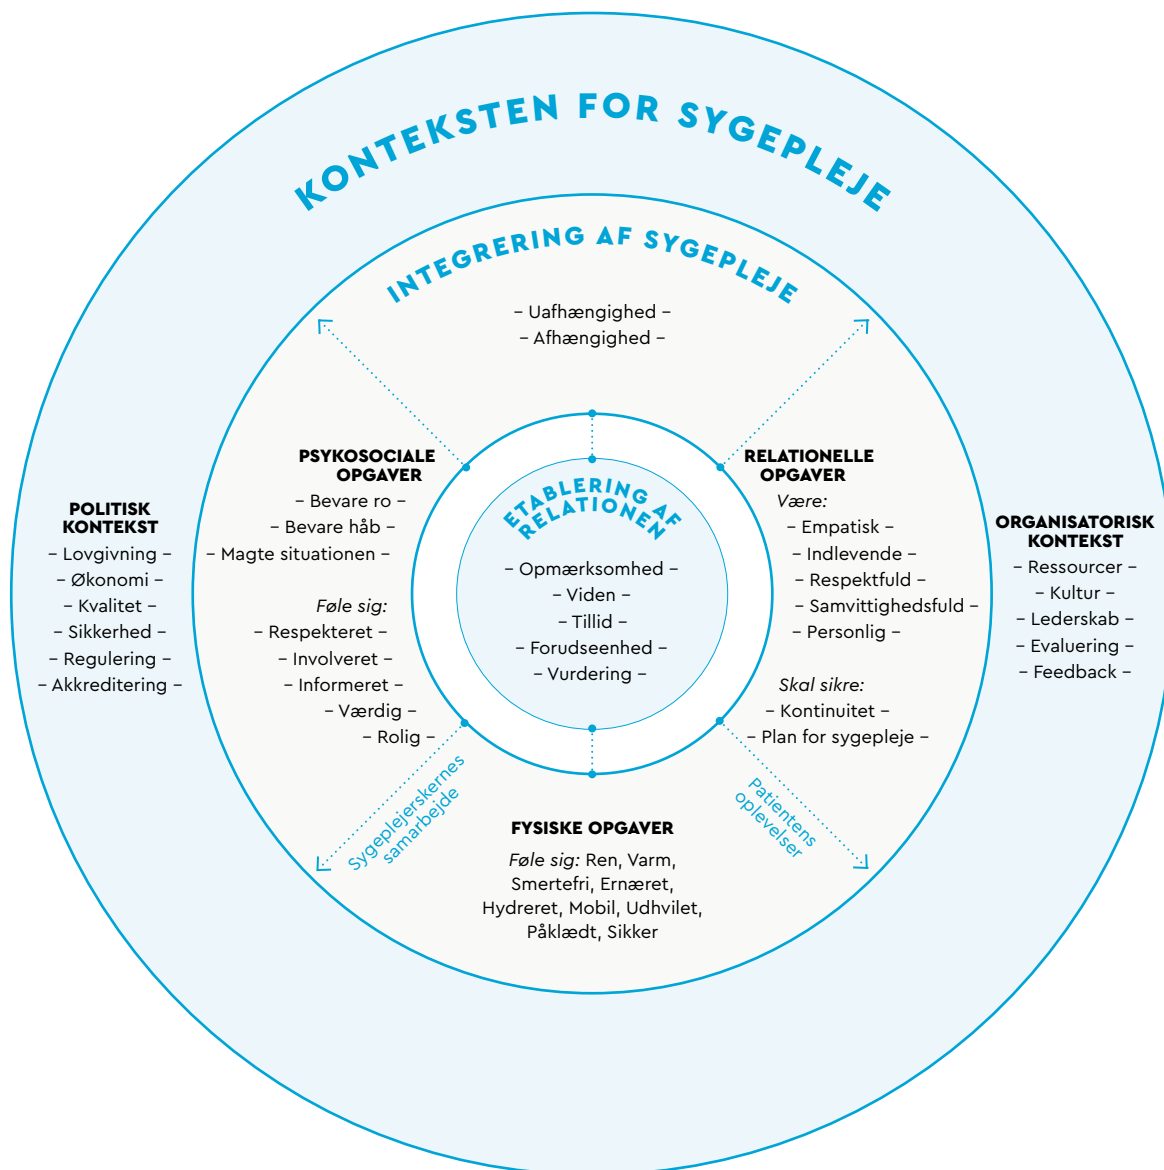 KONTEKSTEN FOR SYGEPLEJE
INTEGRERING AF SYGEPLEJE
– Uafhængighed –
– Afhængighed –
PSYKOSOCIALE
OPGAVER
– Bevare ro –
– Bevare håb –
– Magte situationen –
Føle sig:
– Respekteret –
– Involveret –
– Informeret –
– Værdig –
– Rolig –
RELATIONELLE
OPGAVER
Være:
– Empatisk –
– Indlevende –
– Respektfuld –
– Samvittighedsfuld –
– Personlig –
Skal sikre:
– Kontinuitet –
– Plan for sygepleje –
POLITISK
KONTEKST
– Lovgivning –
– Økonomi –
– Kvalitet –
– Sikkerhed –
– Regulering –
– Akkreditering –
ETABLERING AF
RELATIONEN
– Opmærksomhed –
– Viden –
– Tillid –
– Forudseenhed –
– Vurdering –
ORGANISATORISK
KONTEKST
– Ressourcer –
– Kultur –
– Lederskab –
– Evaluering –
– Feedback –
Sygeplejerskernes
samarbejde
Patientens
oplevelser
FYSISKE OPGAVER
Føle sig: Ren, Varm,
Smertefri, Ernæret,
Hydreret, Mobil, Udhvilet,
Påklædt, Sikker